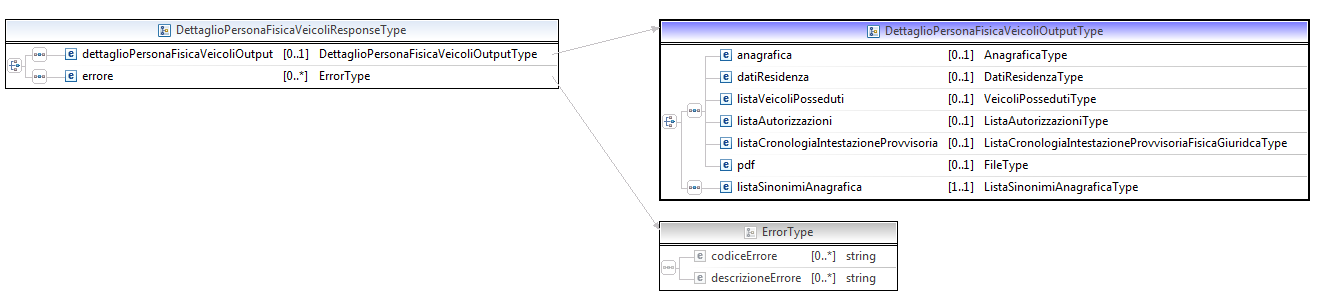 DettaglioPersonaFisicaVeicoliResponseType
e dettaglioPersonaFisicaVeicoliOutput [0..1] DettaglioPersonaFisicaVeicoliOutputType
e errore [0..*] ErrorType
DettaglioPersonaFisicaVeicoliOutputType
e anagrafica [0..1] AnagraficaType
e datiResidenza [0..1] DatiResidenzaType
e listaVeicoliPosseduti [0..1] VeicoliPossedutiType
e listaAutorizzazioni [0..1] ListaAutorizzazioniType
e listaCronologiaIntestazioneProvvisoria [0..1] ListaCronologiaIntestazioneProvvisoriaFisicaGiuridcaType
e pdf [0..1] FileType
e listaSinonimiAnagrafica [1..1] ListaSinonimiAnagraficaType
ErrorType
e codiceErrore [0..*] string
e descrizioneErrore [0..*] string